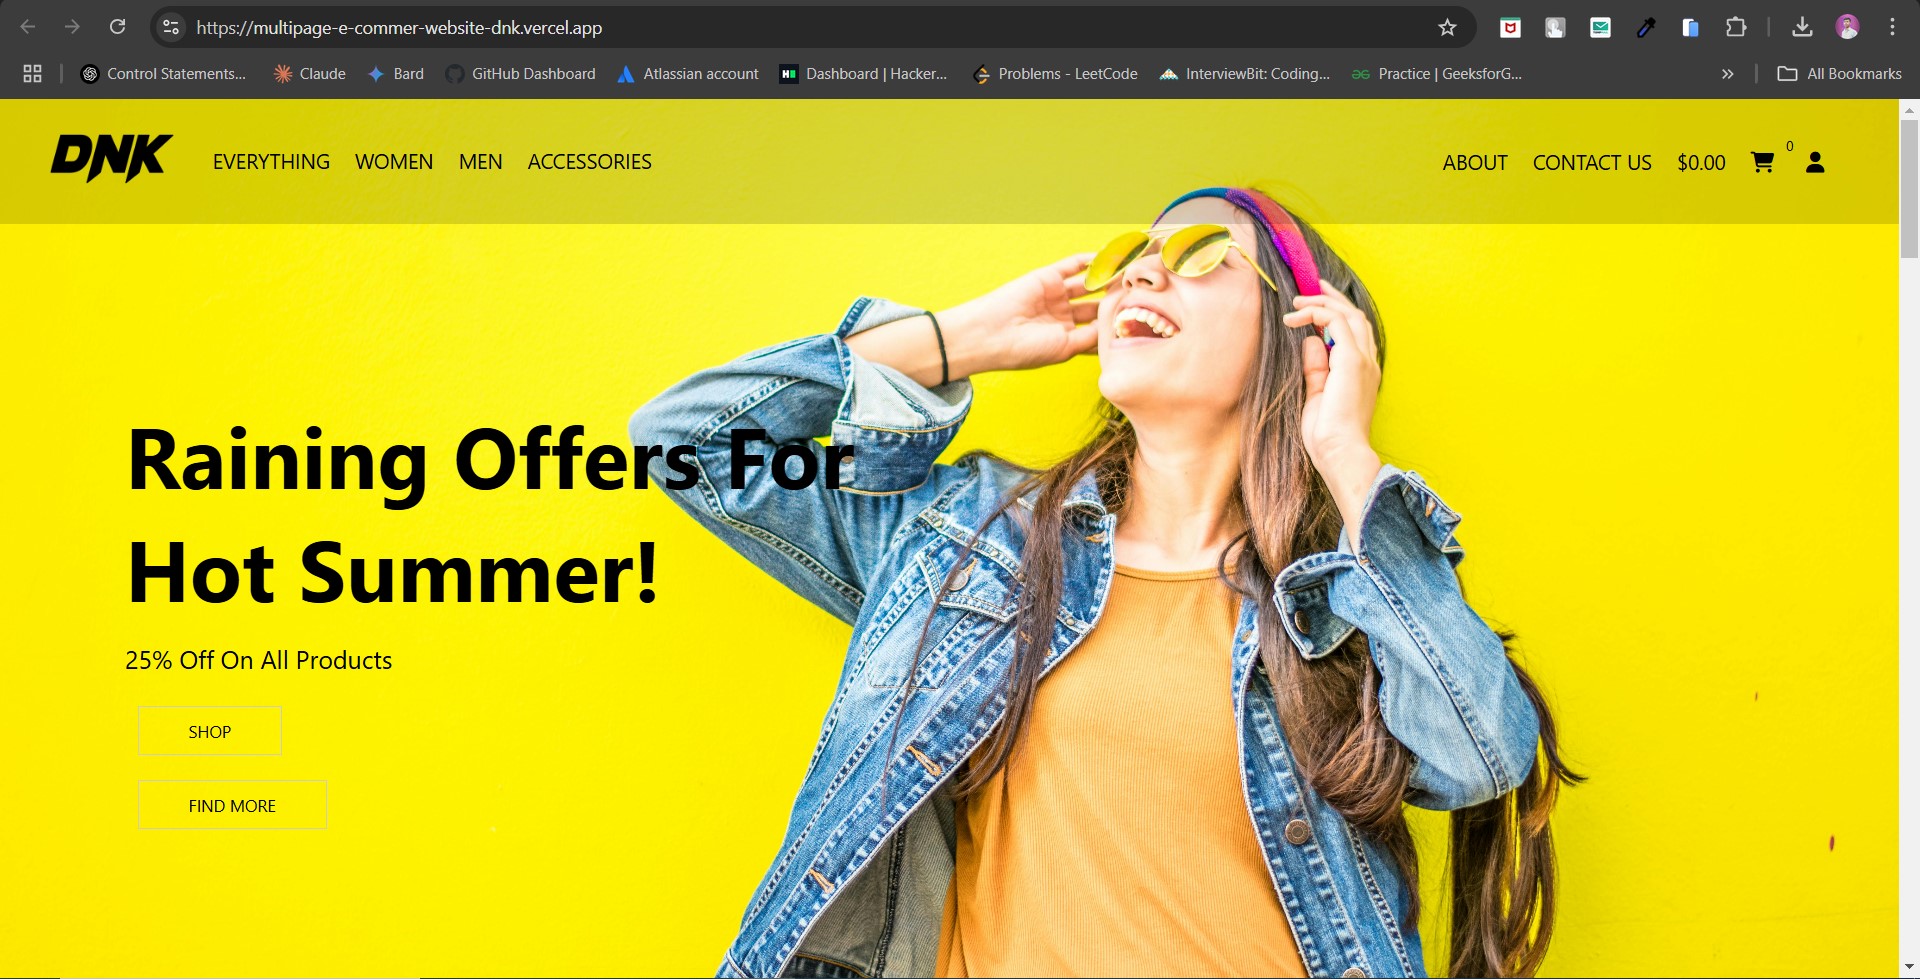 https://multipage-e-commer-website-dnk.vercel.app
Control Statements... Claude Bard GitHub Dashboard Atlassian account Dashboard | Hacker... Problems - LeetCode InterviewBit: Coding... Practice | GeeksforG... » All Bookmarks
DNK EVERYTHING WOMEN MEN ACCESSORIES ABOUT CONTACT US $0.00 0
Raining Offers For
Hot Summer!
25% Off On All Products
SHOP
FIND MORE